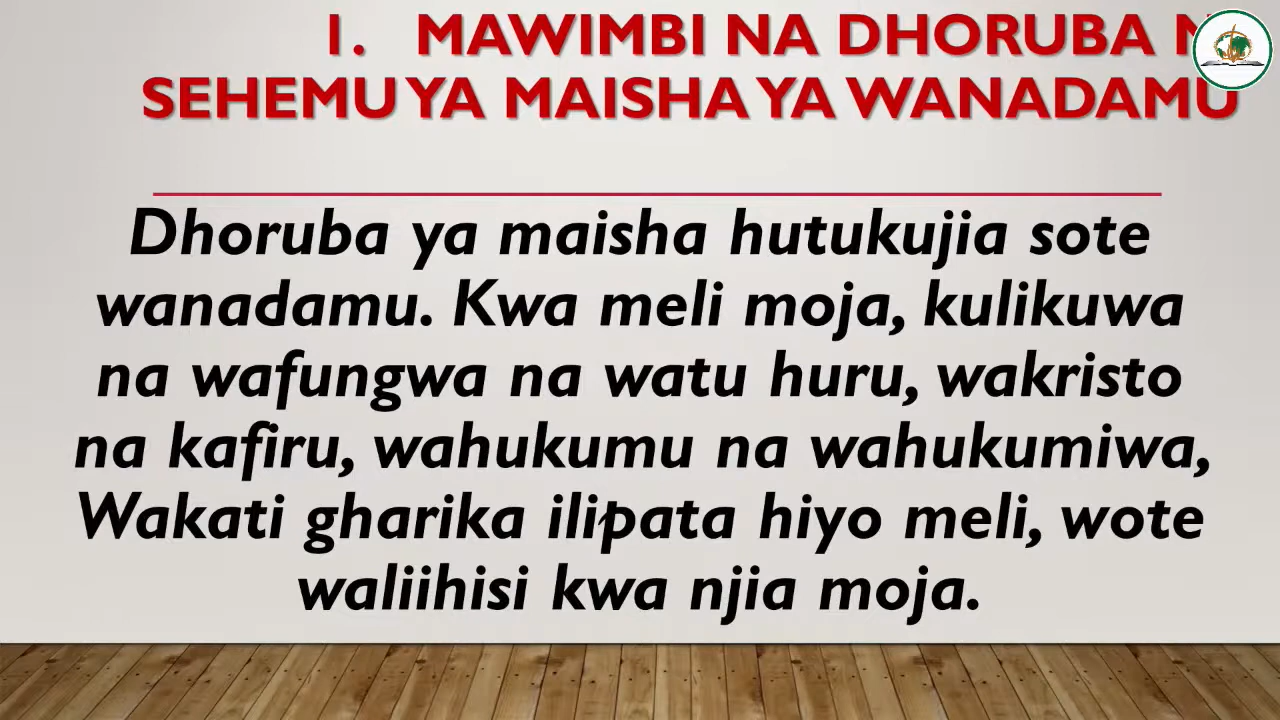 1. MAWIMBI NA DHORUBA
SEHEMU YA MAISHA YA WANADAMU
Dhoruba ya maisha hutukujia sote
wanadamu. Kwa meli moja, kulikuwa
na wafungwa na watu huru, wakristo
na kafiru, wahukumu na wahukumiwa,
Wakati gharika ilipata hiyo meli, wote
waliihisi kwa njia moja.